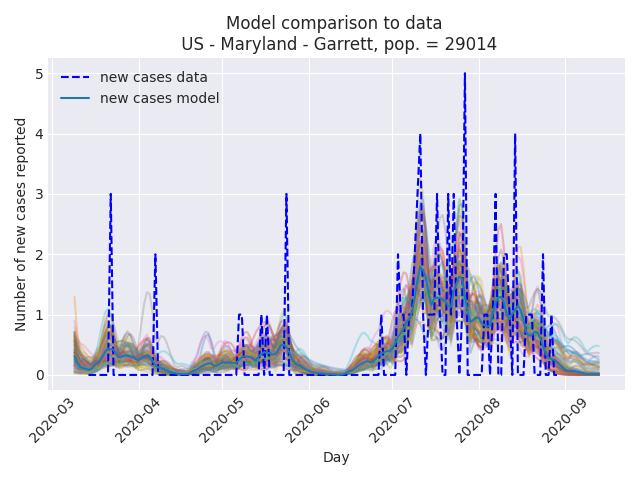 Model comparison to data
US - Maryland - Garrett, pop. = 29014
new cases data
new cases model
Number of new cases reported
5
4
3
2
1
0
2020-03
2020-04
2020-05
2020-06
2020-07
2020-08
2020-09
Day